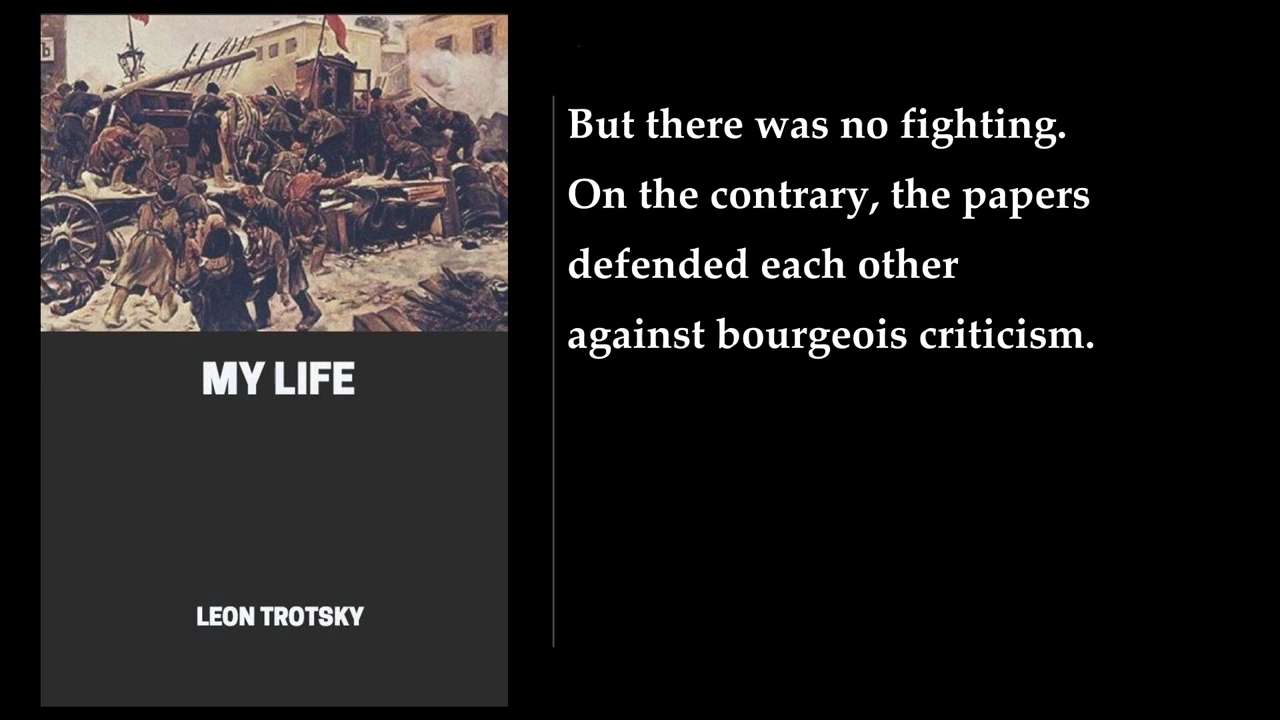 Ъ
MY LIFE
LEON TROTSKY
But there was no fighting.
On the contrary, the papers
defended each other
against bourgeois criticism.